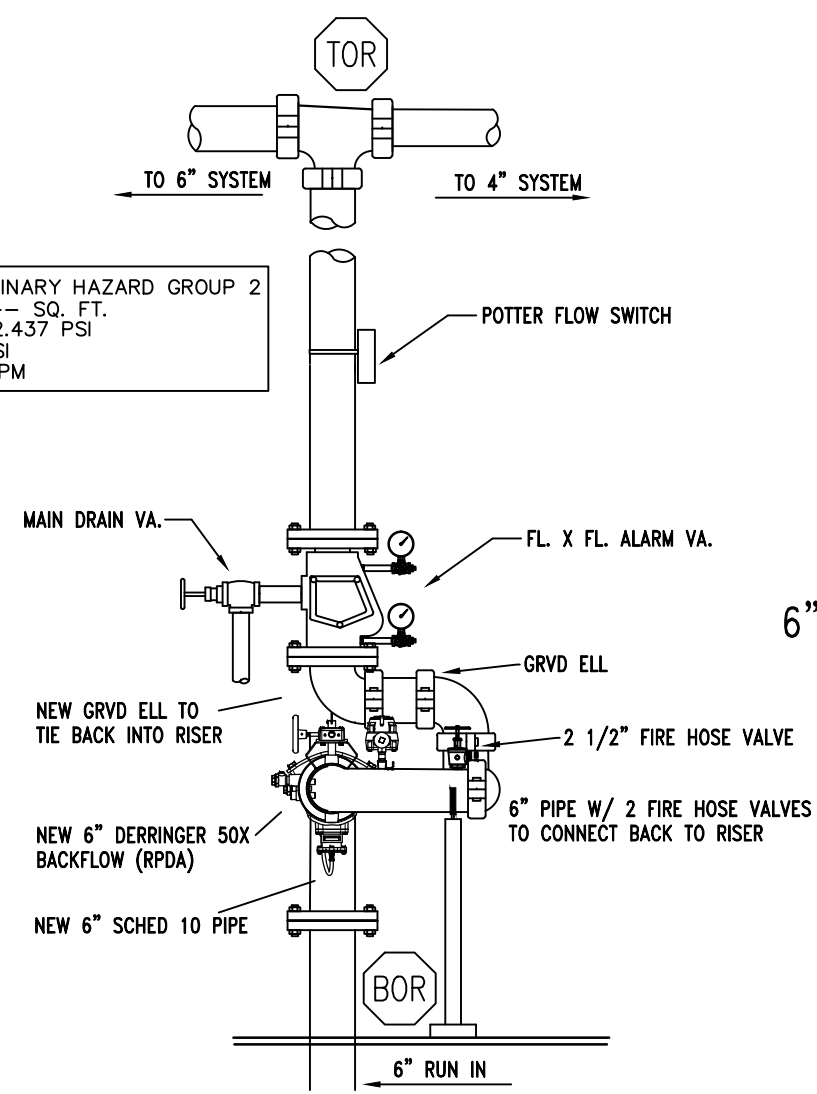 TOR
TO 6" SYSTEM
TO 4" SYSTEM
HAZARD GROUP 2
SQ. FT.
2.437 PSI
POTTER FLOW SWITCH
MAIN DRAIN VA.
FL. X FL. ALARM VA.
6"
GRVD ELL
NEW GRVD ELL TO
TIE BACK INTO RISER
2 1/2" FIRE HOSE VALVE
6" PIPE W/ 2 FIRE HOSE VALVES
TO CONNECT BACK TO RISER
NEW 6" DERRINGER 50X
BACKFLOW (RPDA)
NEW 6" SCHED 10 PIPE
BOR
6" RUN IN